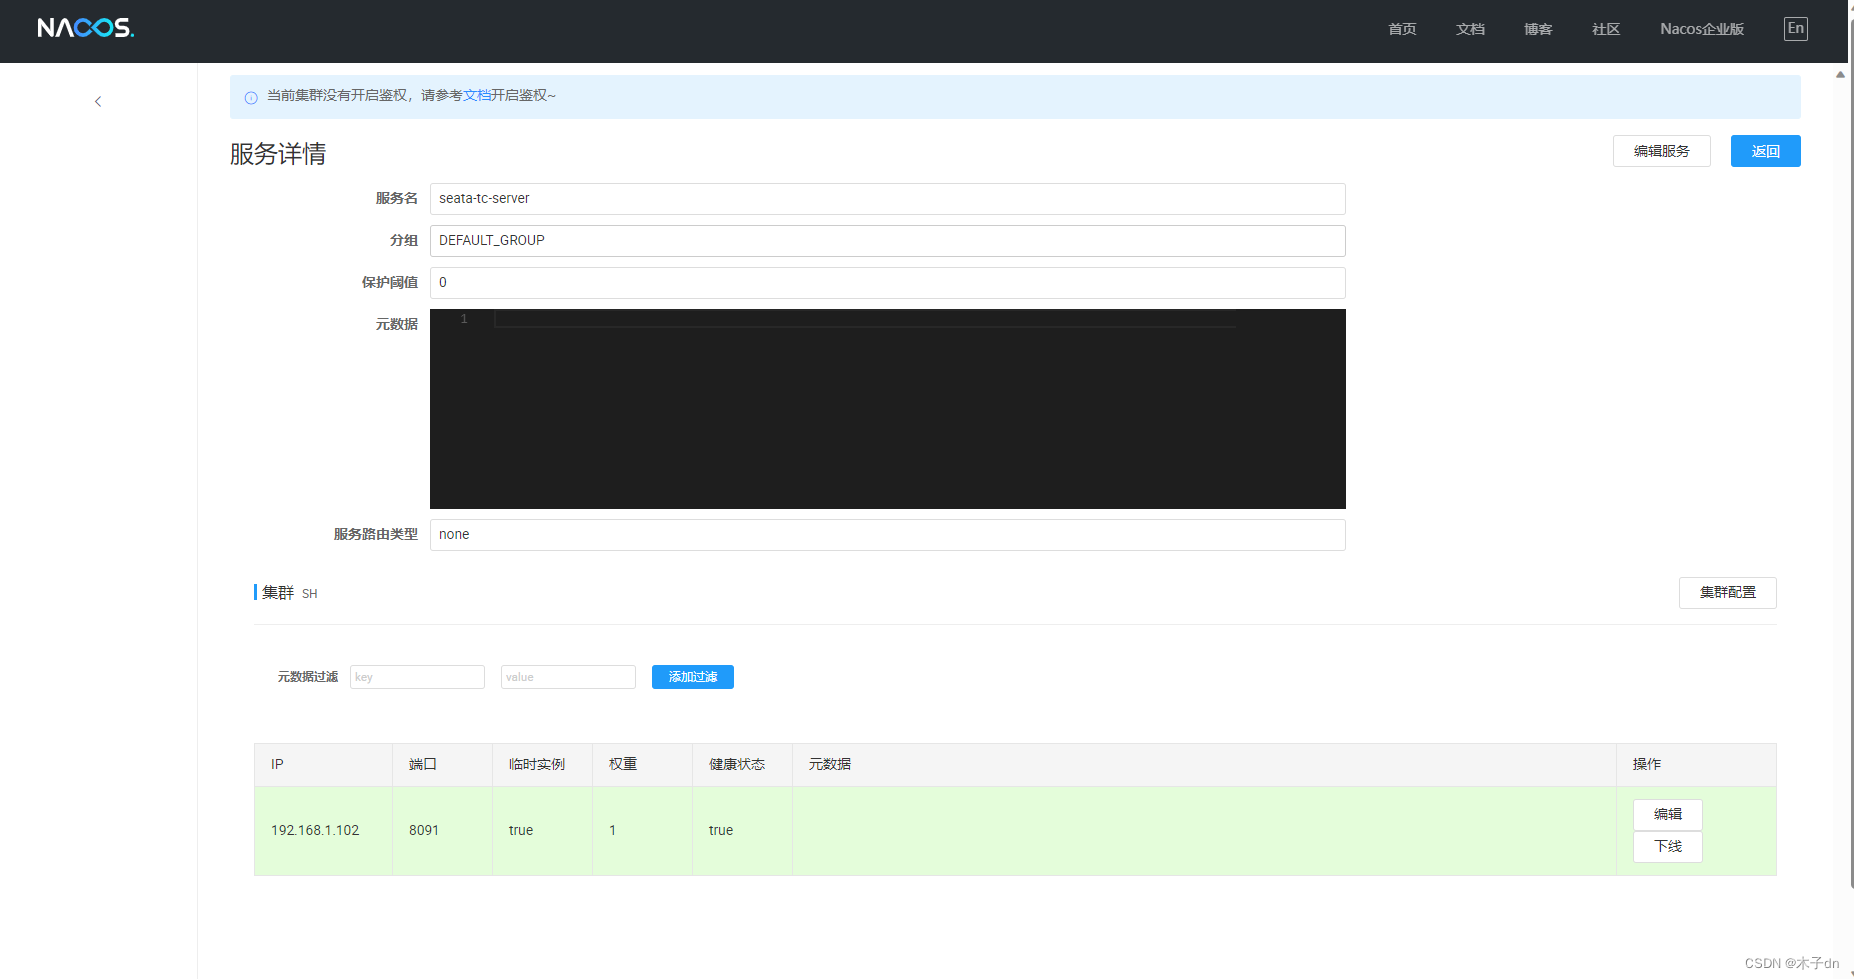 NACOS.
首页 文档 博客 社区 Nacos企业版 En
当前集群没有开启鉴权，请参考文档开启鉴权~
服务详情 编辑服务 返回
服务名 seata-tc-server
分组 DEFAULT_GROUP
保护阈值 0
元数据 1
服务路由类型 none
集群 SH 集群配置
元数据过滤 key value 添加过滤
IP 端口 临时实例 权重 健康状态 元数据 操作
192.168.1.102 8091 true 1 true 编辑
下线
CSDN @木子dn